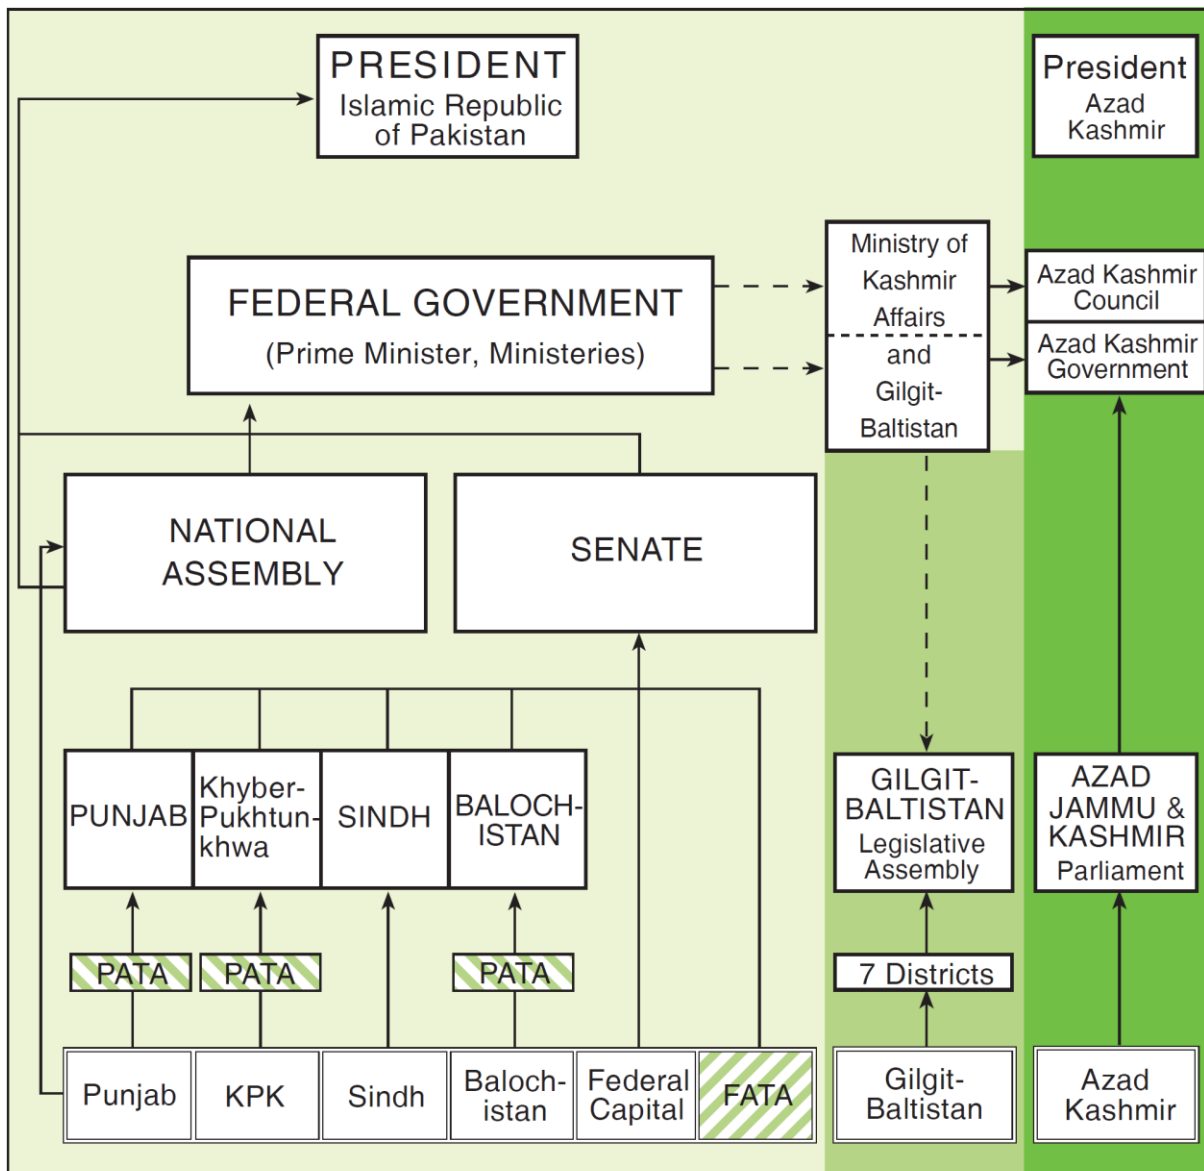 PRESIDENT
Islamic Republic
of Pakistan
President
Azad
Kashmir
FEDERAL GOVERNMENT
(Prime Minister, Ministeries)
Ministry of
Kashmir
Affairs
and
Gilgit-
Baltistan
Azad Kashmir
Council
Azad Kashmir
Government
NATIONAL
ASSEMBLY
SENATE
PUNJAB
Khyber-
Pukhtun-
khwa
SINDH
BALOCH-
ISTAN
GILGIT-
BALTISTAN
Legislative
Assembly
AZAD
JAMMU &
KASHMIR
Parliament
PATA
PATA
PATA
7 Districts
Punjab
KPK
Sindh
Baloch-
istan
Federal
Capital
FATA
Gilgit-
Baltistan
Azad
Kashmir